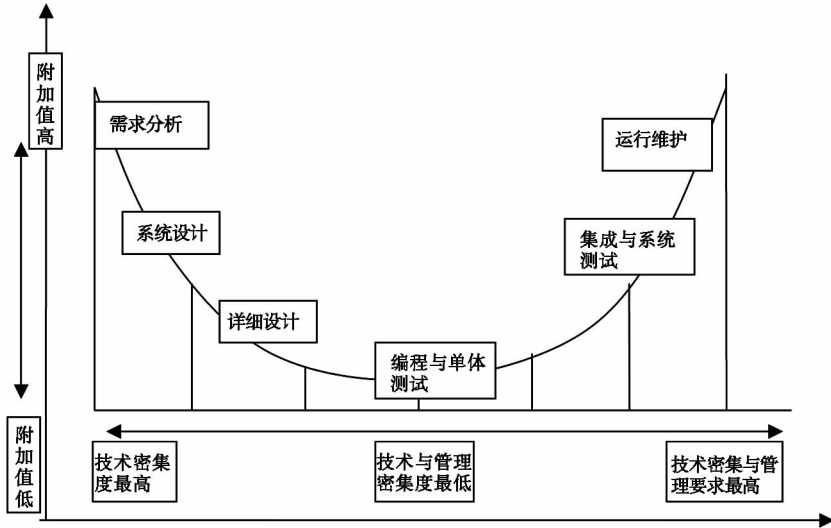 附
加
值
高
需求分析
运行维护
系统设计
集成与系统
测试
详细设计
编程与单体
测试
附
加
值
低
技术密集
度最高
技术与管理
密集度最低
技术密集与管
理要求最高